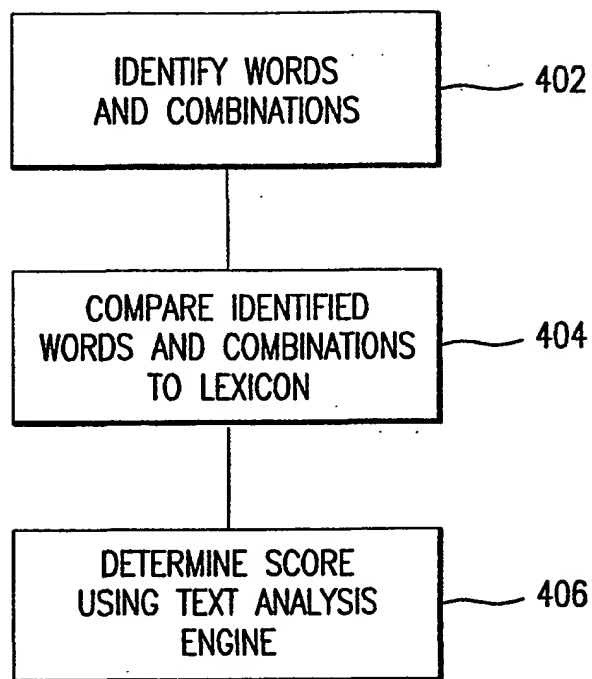 IDENTIFY WORDS
AND COMBINATIONS
402
COMPARE IDENTIFIED
WORDS AND COMBINATIONS
TO LEXICON
404
DETERMINE SCORE
USING TEXT ANALYSIS
ENGINE
406